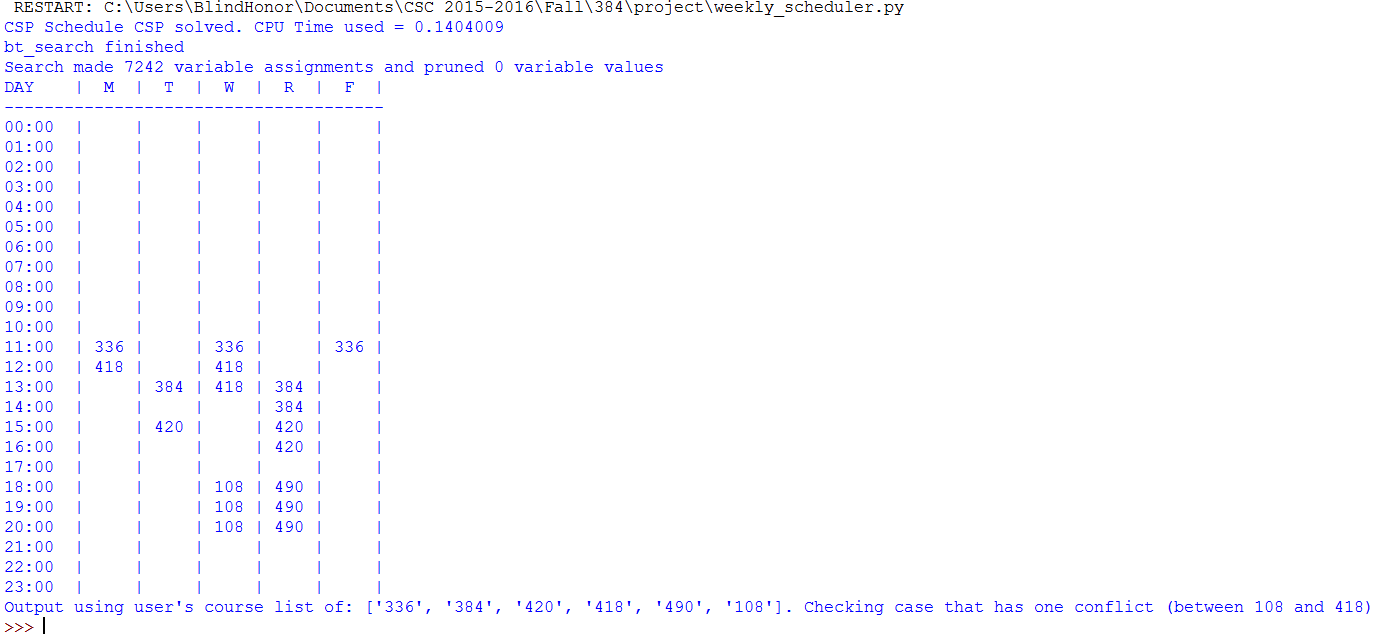 RESTART: C:\Users\BlindHonor\Documents\CSC 2015-2016\Fall\384\project\weekly_scheduler.py
CSP Schedule CSP solved. CPU Time used = 0.1404009
bt_search finished
Search made 7242 variable assignments and pruned 0 variable values
DAY    |  M  |  T  |  W  |  R  |  F  |
--------------------------------------
00:00  |     |     |     |     |     |
01:00  |     |     |     |     |     |
02:00  |     |     |     |     |     |
03:00  |     |     |     |     |     |
04:00  |     |     |     |     |     |
05:00  |     |     |     |     |     |
06:00  |     |     |     |     |     |
07:00  |     |     |     |     |     |
08:00  |     |     |     |     |     |
09:00  |     |     |     |     |     |
10:00  |     |     |     |     |     |
11:00  | 336 |     | 336 |     | 336 |
12:00  | 418 |     | 418 |     |     |
13:00  |     | 384 | 418 | 384 |     |
14:00  |     |     |     | 384 |     |
15:00  |     | 420 |     | 420 |     |
16:00  |     |     |     | 420 |     |
17:00  |     |     |     |     |     |
18:00  |     |     | 108 | 490 |     |
19:00  |     |     | 108 | 490 |     |
20:00  |     |     | 108 | 490 |     |
21:00  |     |     |     |     |     |
22:00  |     |     |     |     |     |
23:00  |     |     |     |     |     |
Output using user's course list of: ['336', '384', '420', '418', '490', '108']. Checking case that has one conflict (between 108 and 418)
>>>